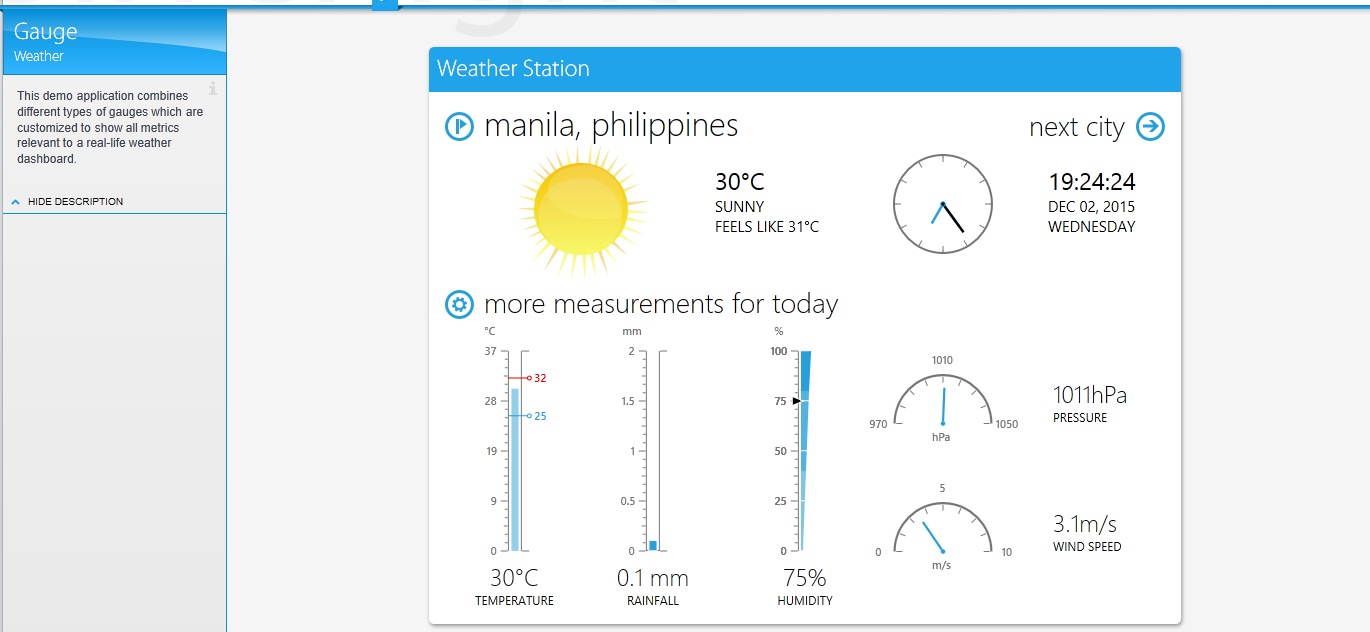 Gauge
Weather
This demo application combines
different types of gauges which are
customized to show all metrics
relevant to a real-life weather
dashboard.
HIDE DESCRIPTION
Weather Station
manila, philippines
next city
30°C
SUNNY
FEELS LIKE 31°C
19:24:24
DEC 02, 2015
WEDNESDAY
more measurements for today
°C
37
28
19
9
0
32
25
30°C
TEMPERATURE
mm
2
1.5
1
0.5
0
0.1 mm
RAINFALL
%
100
75
50
25
0
75%
HUMIDITY
1010
970
1050
hPa
1011hPa
PRESSURE
5
0
10
m/s
3.1m/s
WIND SPEED